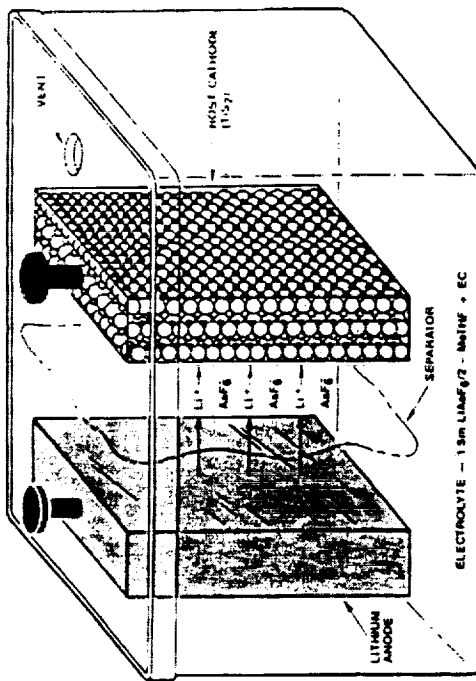 VENT
HOST CATHODE
(TiS2)
Li+
AsF6
Li+
AsF6
Li+
AsF6
SEPARATOR
LITHIUM
ANODE
ELECTROLYTE - 1.5m LiAsF6/2 - MeTHF + EC